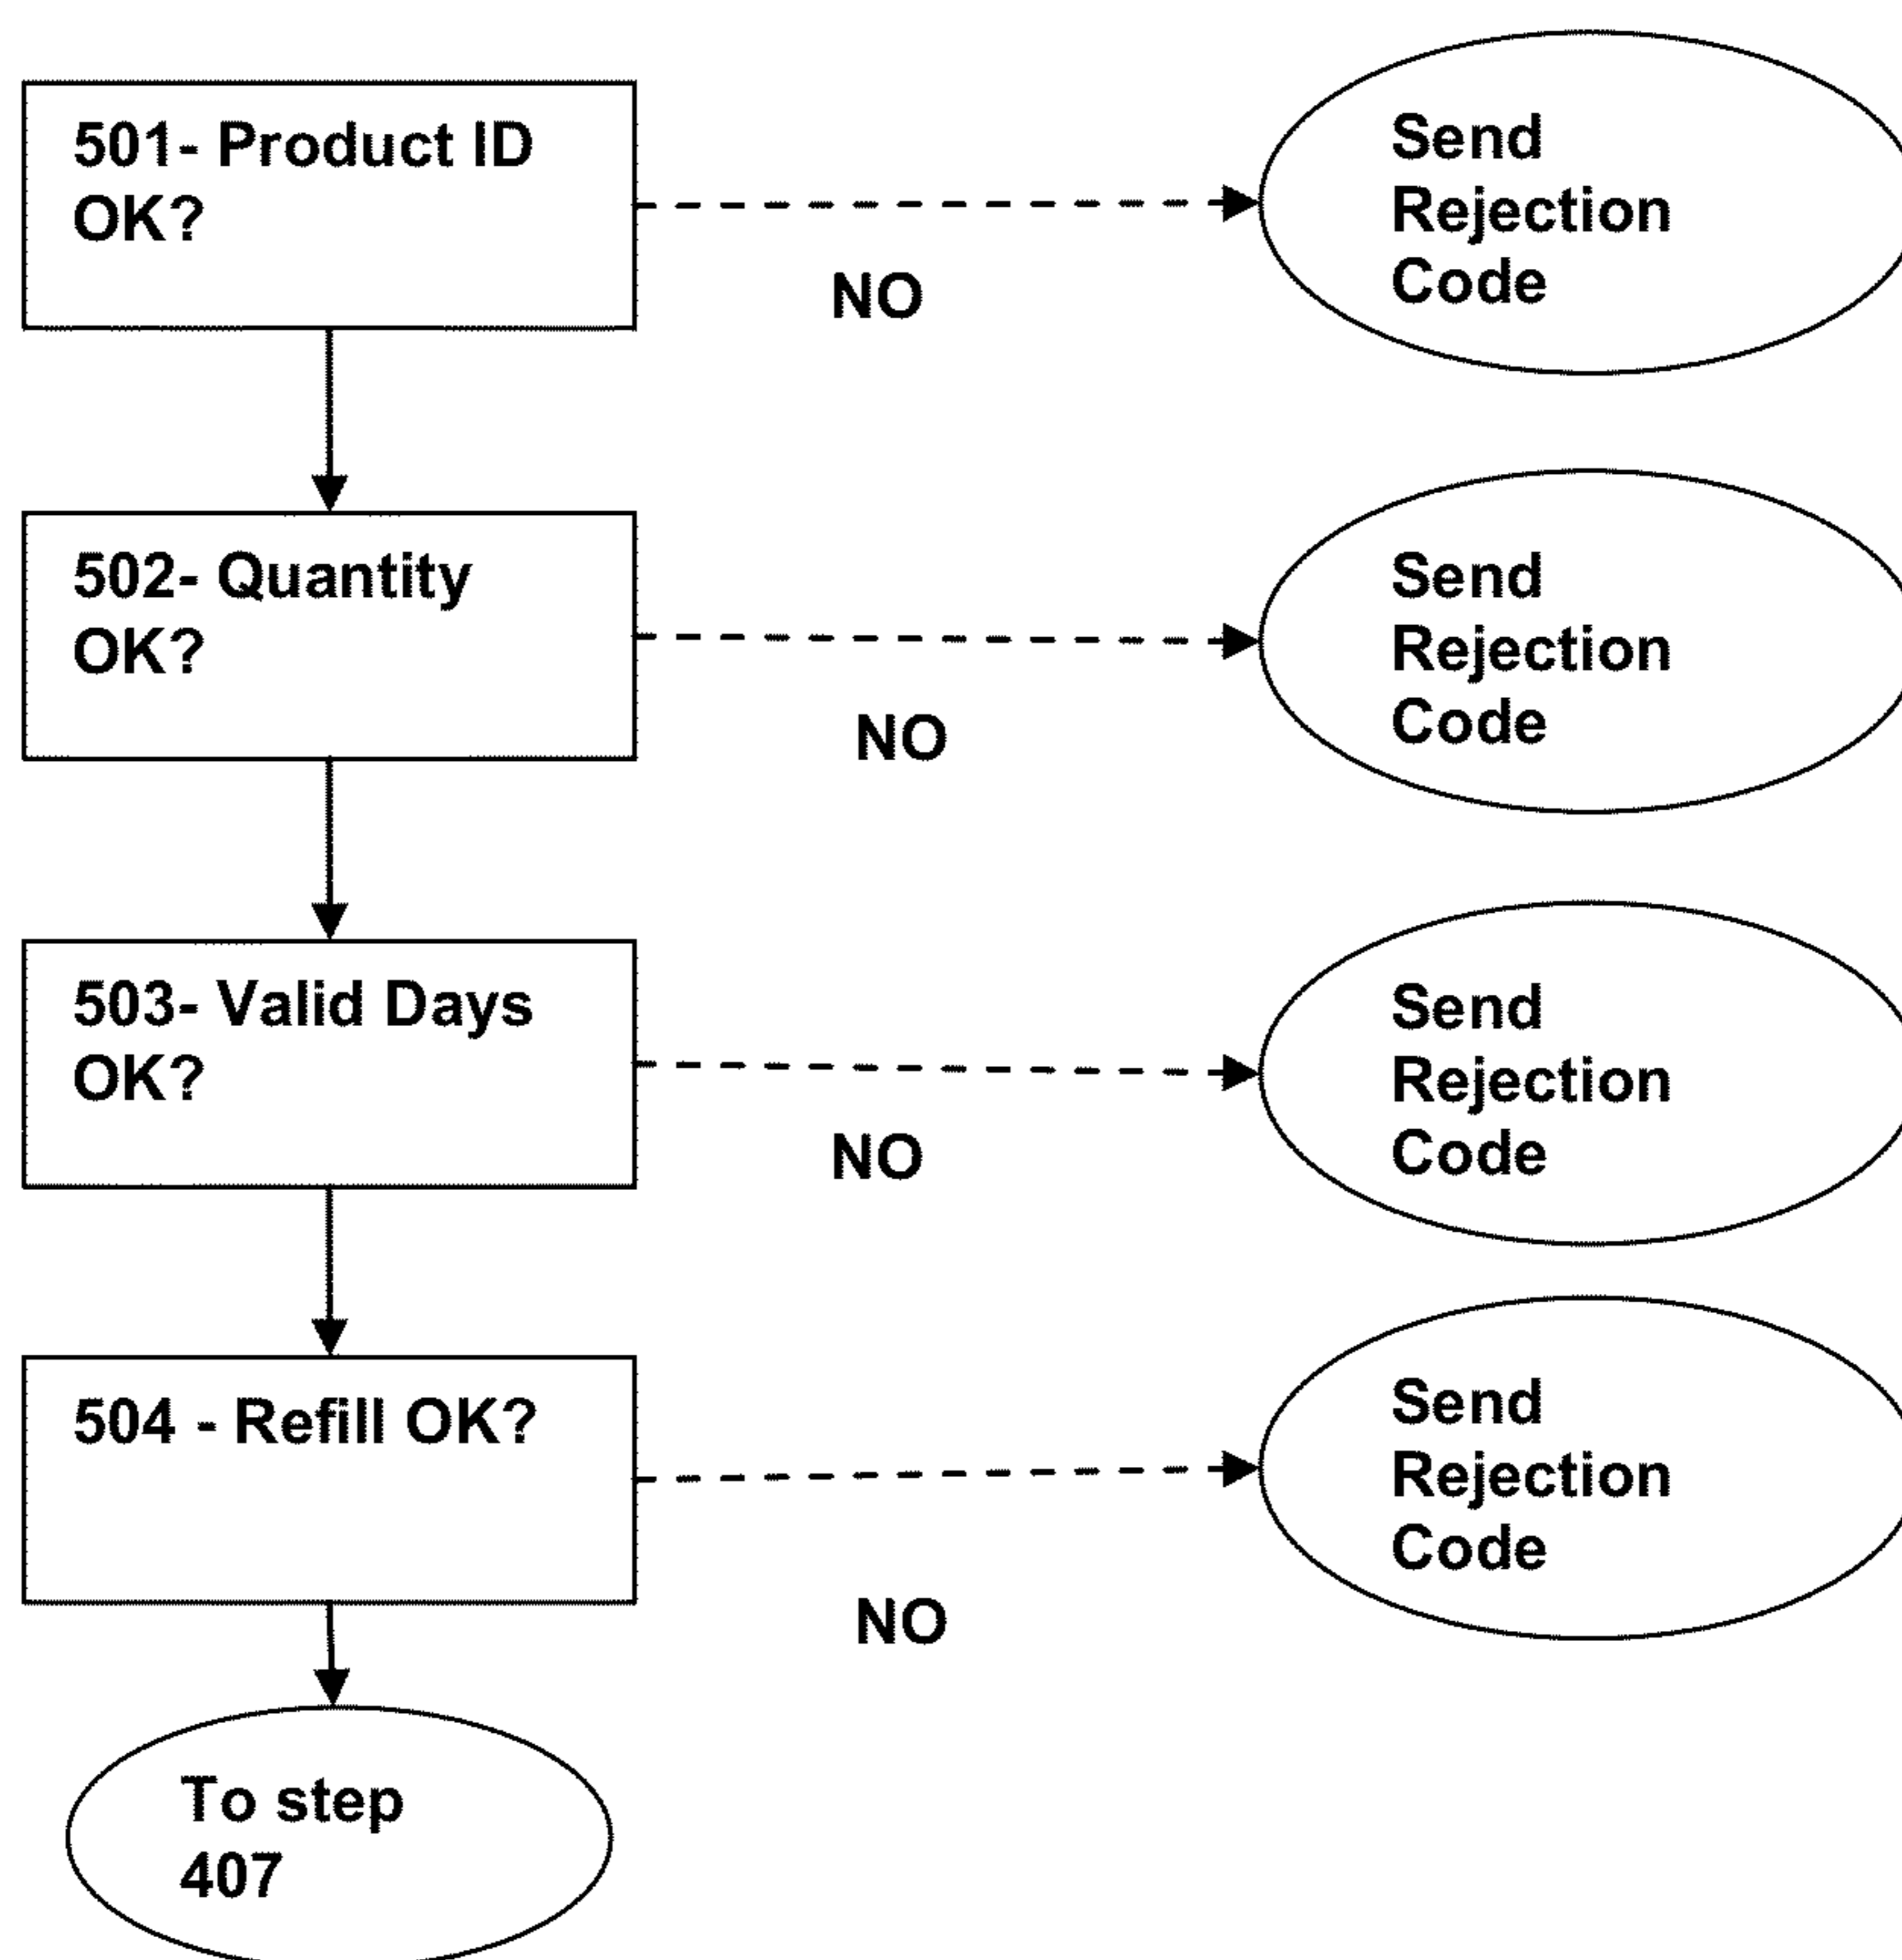 501- Product ID
OK?
Send
Rejection
Code
NO
502- Quantity
OK?
Send
Rejection
Code
NO
503- Valid Days
OK?
Send
Rejection
Code
NO
504 - Refill OK?
Send
Rejection
Code
NO
To step
407